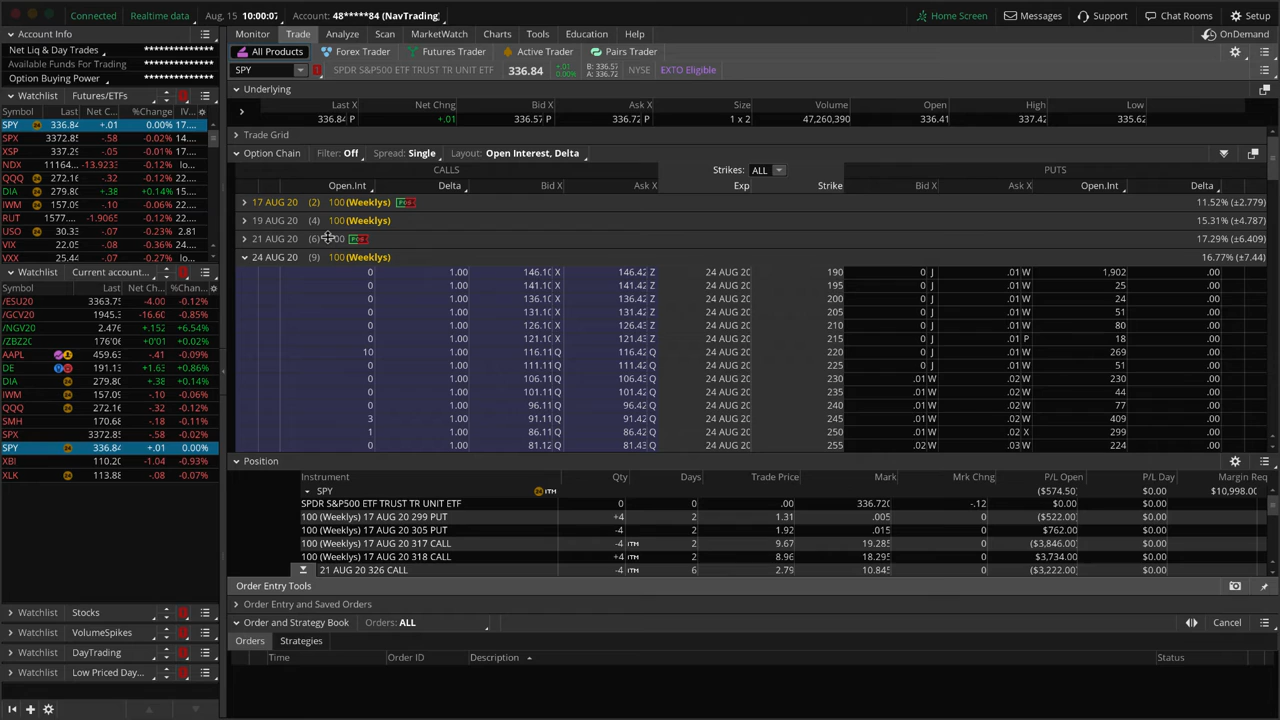 Connected Realtime data Aug. 15 10:00:07 Account: 48*****84 (NavTrading) Home Screen Messages Support Chat Rooms Setup
Account Info Monitor Trade Analyze Scan MarketWatch Charts Tools Education Help OnDemand
Net Liq & Day Trades ***************
Available Funds For Trading ***************
Option Buying Power ***************
All Products Forex Trader Futures Trader Active Trader Pairs Trader
SPY SPDR S&P500 ETF TRUST TR UNIT ETF 336.84 +.01 0.00% B: 336.57 A: 336.72 NYSE EXTO Eligible
Watchlist Futures/ETFs
Symbol Last Net C... %Change IV...
SPY 336.84 +.01 0.00% 17....
SPX 3372.85 -.58 -0.02% 14....
XSP 337.29 -.05 -0.01% 17....
NDX 11164... -13.9233 -0.12% lo...
QQQ 272.16 -.32 -0.12% lo...
DIA 279.80 +.38 +0.14% 15....
IWM 157.09 -.10 -0.06% lo...
RUT 1577.... -1.9065 -0.12% lo...
USO 30.33 -.07 -0.23% 2.81
VIX 22.05 -.08 -0.36% 24....
VXX 25.44 -.07 -0.27% lo...
Watchlist Current account...
Symbol Last Net Ch... %Chan...
/ESU20 3363.75 -4.00 -0.12%
/GCV20 1945.3 -16.60 -0.85%
/NGV20 2.476 +.152 +6.54%
/ZBZ20 176'06 +0'01 +0.02%
AAPL 459.63 -.41 -0.09%
DE 191.13 +1.63 +0.86%
DIA 279.80 +.38 +0.14%
IWM 157.09 -.10 -0.06%
QQQ 272.16 -.32 -0.12%
SMH 170.68 -.18 -0.11%
SPX 3372.85 -.58 -0.02%
SPY 336.84 +.01 0.00%
XBI 110.20 -1.04 -0.93%
XLK 113.88 -.08 -0.07%
Watchlist Stocks
Watchlist VolumeSpikes
Watchlist DayTrading
Watchlist Low Priced Day...
Underlying
Last X Net Chng Bid X Ask X Size Volume Open High Low
336.84 P +.01 336.57 P 336.72 P 1 x 2 47,260,390 336.41 337.42 335.62
Trade Grid
Option Chain Filter: Off Spread: Single Layout: Open Interest, Delta
CALLS Strikes: ALL PUTS
Open.Int Delta Bid X Ask X Exp Strike Bid X Ask X Open.Int Delta
17 AUG 20 (2) 100 (Weeklys) 11.52% (±2.779)
19 AUG 20 (4) 100 (Weeklys) 15.31% (±4.787)
21 AUG 20 (6) 17.29% (±6.409)
24 AUG 20 (9) 100 (Weeklys) 16.77% (±7.44)
0 1.00 146.10 X 146.42 Z 24 AUG 20 190 0 J .01 W 1,902 .00
0 1.00 141.10 X 141.42 Z 24 AUG 20 195 0 J .01 W 25 .00
0 1.00 136.10 X 136.42 Z 24 AUG 20 200 0 J .01 W 24 .00
0 1.00 131.10 X 131.42 Z 24 AUG 20 205 0 J .01 W 51 .00
0 1.00 126.10 X 126.43 Z 24 AUG 20 210 0 J .01 W 80 .00
0 1.00 121.10 X 121.43 Z 24 AUG 20 215 0 J .01 P 18 .00
10 1.00 116.11 Q 116.42 Q 24 AUG 20 220 0 J .01 W 269 .00
0 1.00 111.11 Q 111.42 Q 24 AUG 20 225 0 J .01 W 51 .00
0 1.00 106.11 Q 106.43 Q 24 AUG 20 230 .01 W .02 W 230 .00
0 1.00 101.11 Q 101.42 Q 24 AUG 20 235 .01 W .02 W 44 .00
0 1.00 96.11 Q 96.42 Q 24 AUG 20 240 .01 W .02 W 77 .00
3 1.00 91.11 Q 91.42 Q 24 AUG 20 245 .01 W .02 W 409 .00
1 1.00 86.11 Q 86.42 Q 24 AUG 20 250 .01 W .02 X 299 .00
0 1.00 81.12 Q 81.43 Q 24 AUG 20 255 .02 W .03 W 224 .00
Position
Instrument Qty Days Trade Price Mark Mrk Chng P/L Open P/L Day Margin Req
SPY ITM ($574.50) $0.00 $10,998.00
SPDR S&P500 ETF TRUST TR UNIT ETF 0 0 .00 336.720 -.12 $0.00 $0.00
100 (Weeklys) 17 AUG 20 299 PUT +4 2 1.31 .005 0 ($522.00) $0.00
100 (Weeklys) 17 AUG 20 305 PUT -4 2 1.92 .015 0 $762.00 $0.00
100 (Weeklys) 17 AUG 20 317 CALL -4 ITM 2 9.67 19.285 0 ($3,846.00) $0.00
100 (Weeklys) 17 AUG 20 318 CALL +4 ITM 2 8.96 18.295 0 $3,734.00 $0.00
21 AUG 20 326 CALL -4 ITM 6 2.79 10.845 0 ($3,222.00) $0.00
Order Entry Tools
Order Entry and Saved Orders
Order and Strategy Book Orders: ALL Cancel
Orders Strategies
Time Order ID Description Status